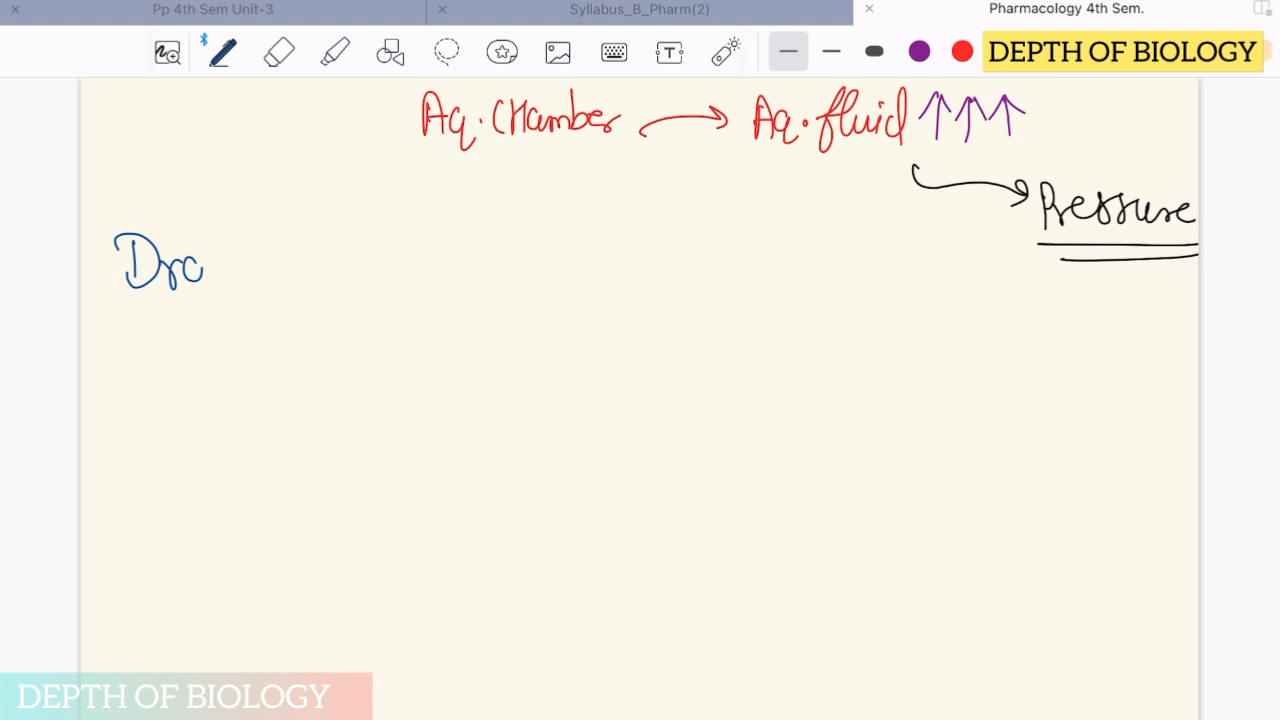 Pp 4th Sem Unit-3
Syllabus_B_Pharm(2)
Pharmacology 4th Sem.
DEPTH OF BIOLOGY
Aq. Chamber → Aq. fluid ↑↑↑
Pressure
Dro
DEPTH OF BIOLOGY